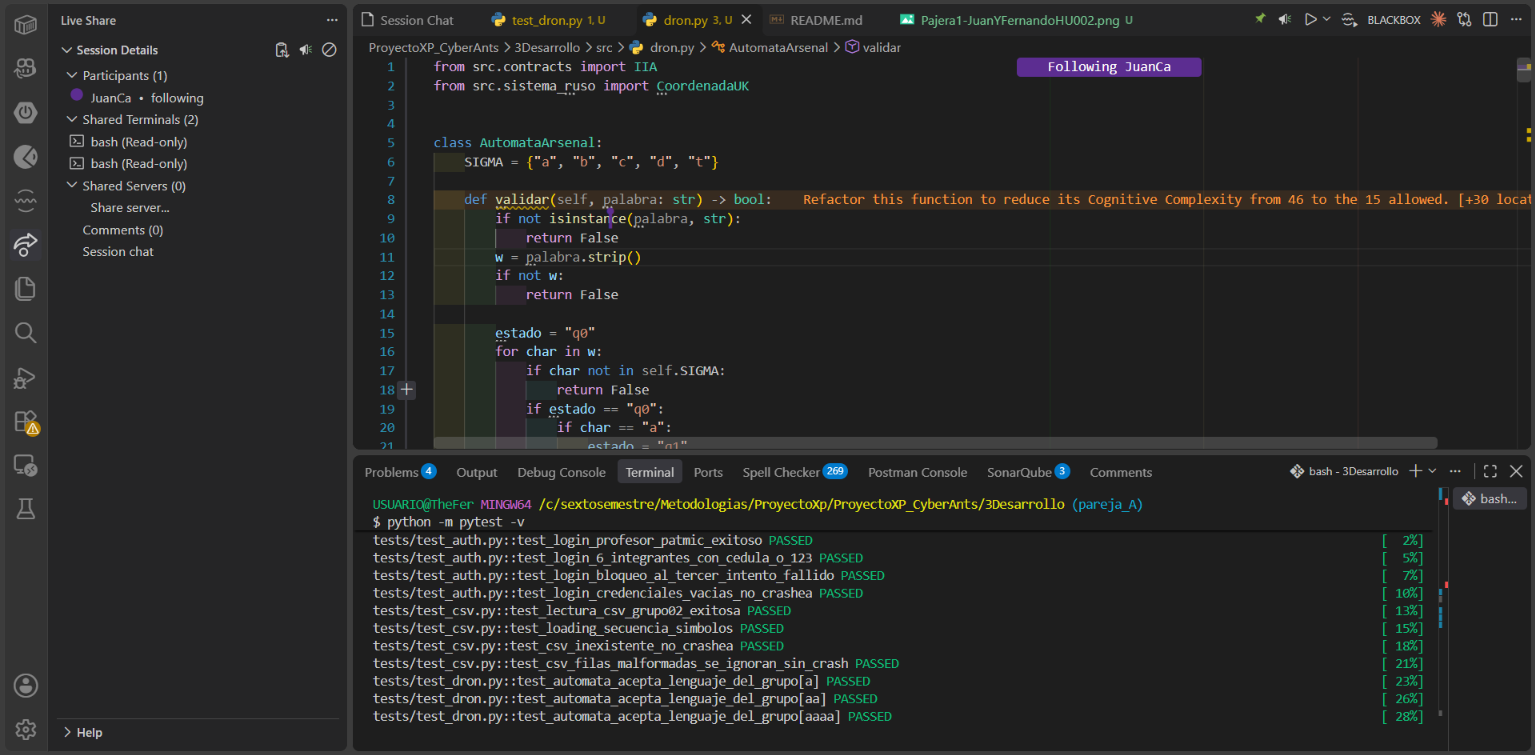 Live Share
Session Details
Participants (1)
JuanCa • following
Shared Terminals (2)
bash (Read-only)
bash (Read-only)
Shared Servers (0)
Share server...
Comments (0)
Session chat
Help
Session Chat
test_dron.py 1, U
dron.py 3, U
README.md
Pajera1-JuanYFernandoHU002.png U
BLACKBOX
ProyectoXP_CyberAnts > 3Desarrollo > src > dron.py > AutomataArsenal > validar
Following JuanCa
1 from src.contracts import IIA
2 from src.sistema_ruso import CoordenadaUK
3
4
5 class AutomataArsenal:
6 SIGMA = {"a", "b", "c", "d", "t"}
7
8 def validar(self, palabra: str) -> bool: Refactor this function to reduce its Cognitive Complexity from 46 to the 15 allowed. [+30 locat
9 if not isinstance(palabra, str):
10 return False
11 w = palabra.strip()
12 if not w:
13 return False
14
15 estado = "q0"
16 for char in w:
17 if char not in self.SIGMA:
18 return False
19 if estado == "q0":
20 if char == "a":
21 estado = "q1"
Problems 4
Output
Debug Console
Terminal
Ports
Spell Checker 269
Postman Console
SonarQube 3
Comments
bash - 3Desarrollo
bash...
USUARIO@TheFer MINGW64 /c/sextosemestre/Metodologias/ProyectoXp/ProyectoXP_CyberAnts/3Desarrollo (pareja_A)
$ python -m pytest -v
tests/test_auth.py::test_login_profesor_patmic_exitoso PASSED [ 2%]
tests/test_auth.py::test_login_6_integrantes_con_cedula_o_123 PASSED [ 5%]
tests/test_auth.py::test_login_bloqueo_al_tercer_intento_fallido PASSED [ 7%]
tests/test_auth.py::test_login_credenciales_vacias_no_crashea PASSED [ 10%]
tests/test_csv.py::test_lectura_csv_grupo02_exitosa PASSED [ 13%]
tests/test_csv.py::test_loading_secuencia_simbolos PASSED [ 15%]
tests/test_csv.py::test_csv_inexistente_no_crashea PASSED [ 18%]
tests/test_csv.py::test_csv_filas_malformadas_se_ignoran_sin_crash PASSED [ 21%]
tests/test_dron.py::test_automata_acepta_lenguaje_del_grupo[a] PASSED [ 23%]
tests/test_dron.py::test_automata_acepta_lenguaje_del_grupo[aa] PASSED [ 26%]
tests/test_dron.py::test_automata_acepta_lenguaje_del_grupo[aaaa] PASSED [ 28%]